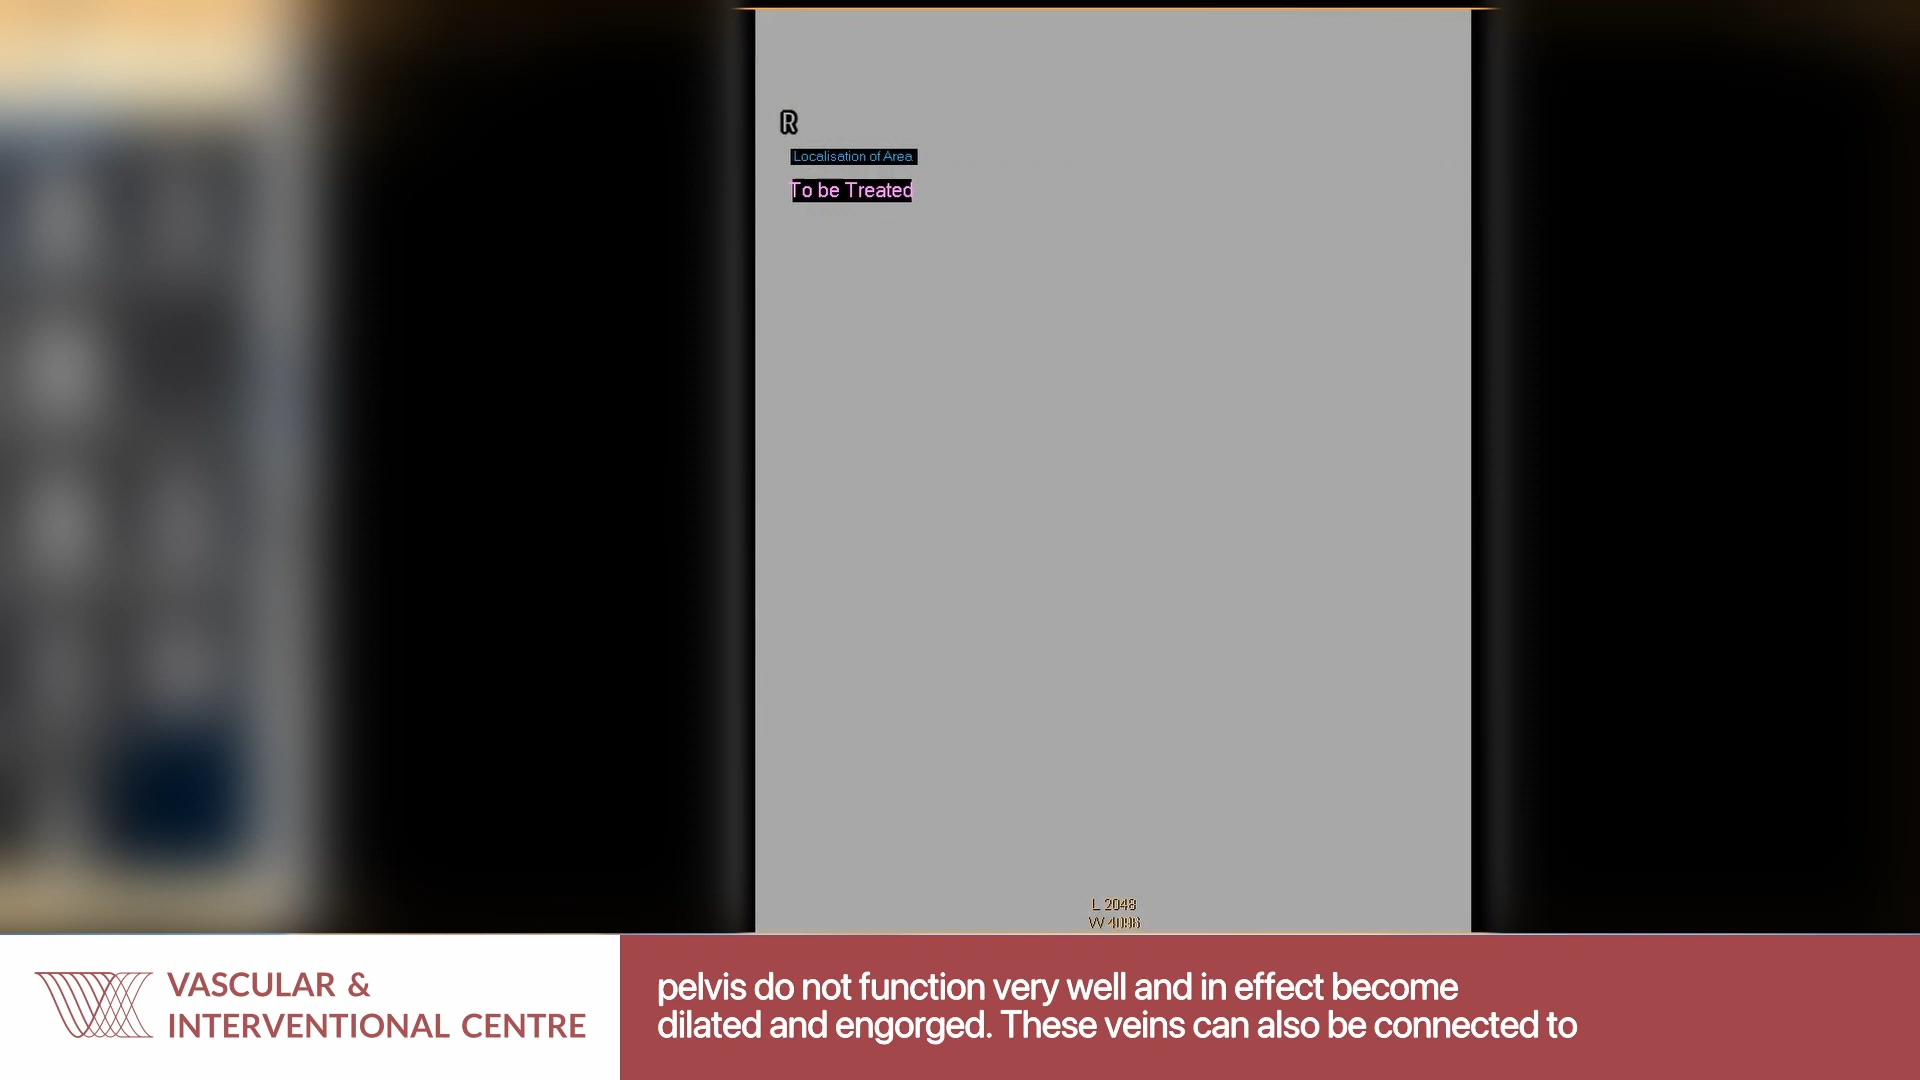 R
Localisation of Area
To be Treated
L 2048
W 4096
VASCULAR &
INTERVENTIONAL CENTRE
pelvis do not function very well and in effect become
dilated and engorged. These veins can also be connected to